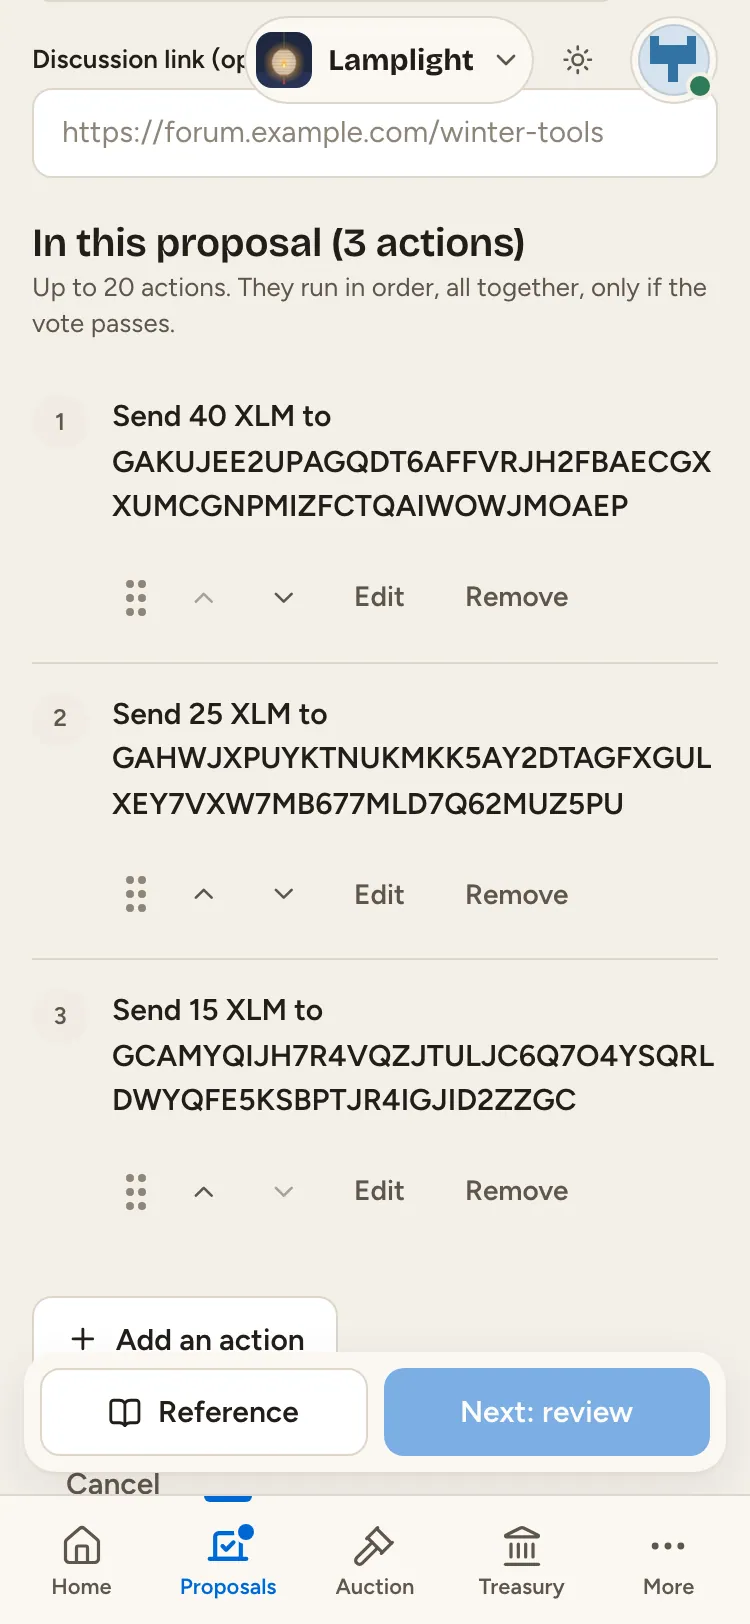 Discussion link (op
Lamplight
https://forum.example.com/winter-tools
In this proposal (3 actions)
Up to 20 actions. They run in order, all together, only if the
vote passes.
1
Send 40 XLM to
GAKUJEE2UPAGQDT6AFFVRJH2FBAECGX
XUMCGNPMIZFCTQAIWOWJMOAEP
Edit
Remove
2
Send 25 XLM to
GAHWJXPUYKTNUKMKK5AY2DTAGFXGUL
XEY7VXW7MB677MLD7Q62MUZ5PU
Edit
Remove
3
Send 15 XLM to
GCAMYQIJH7R4VQZJTULJC6Q7O4YSQRL
DWYQFE5KSBPTJR4IGJID2ZZGC
Edit
Remove
Add an action
Reference
Next: review
Cancel
Home
Proposals
Auction
Treasury
More